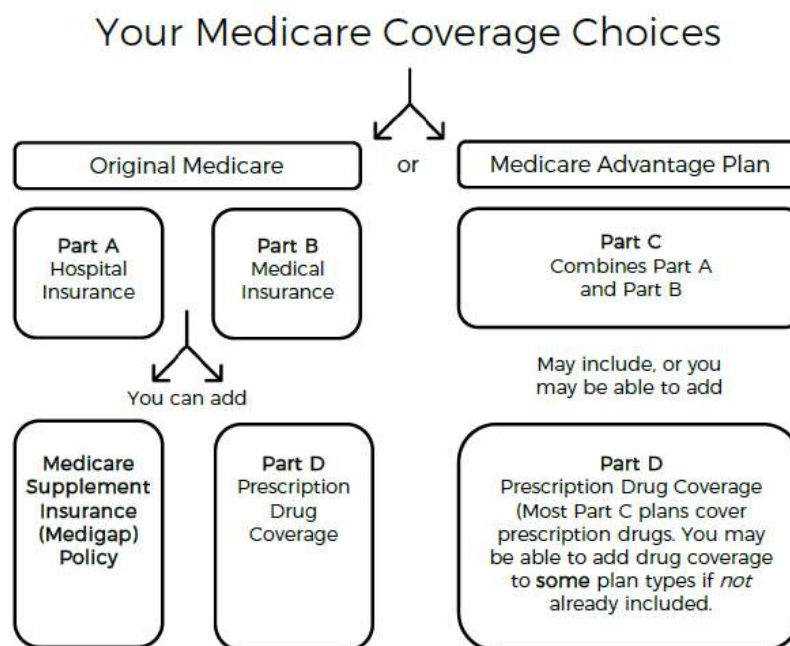 Your Medicare Coverage Choices
Original Medicare
or
Medicare Advantage Plan
Part A
Hospital
Insurance
Part B
Medical
Insurance
Part C
Combines Part A
and Part B
You can add
May include, or you
may be able to add
Medicare
Supplement
Insurance
(Medigap)
Policy
Part D
Prescription
Drug
Coverage
Part D
Prescription Drug Coverage
(Most Part C plans cover
prescription drugs. You may
be able to add drug coverage
to some plan types if not
already included.